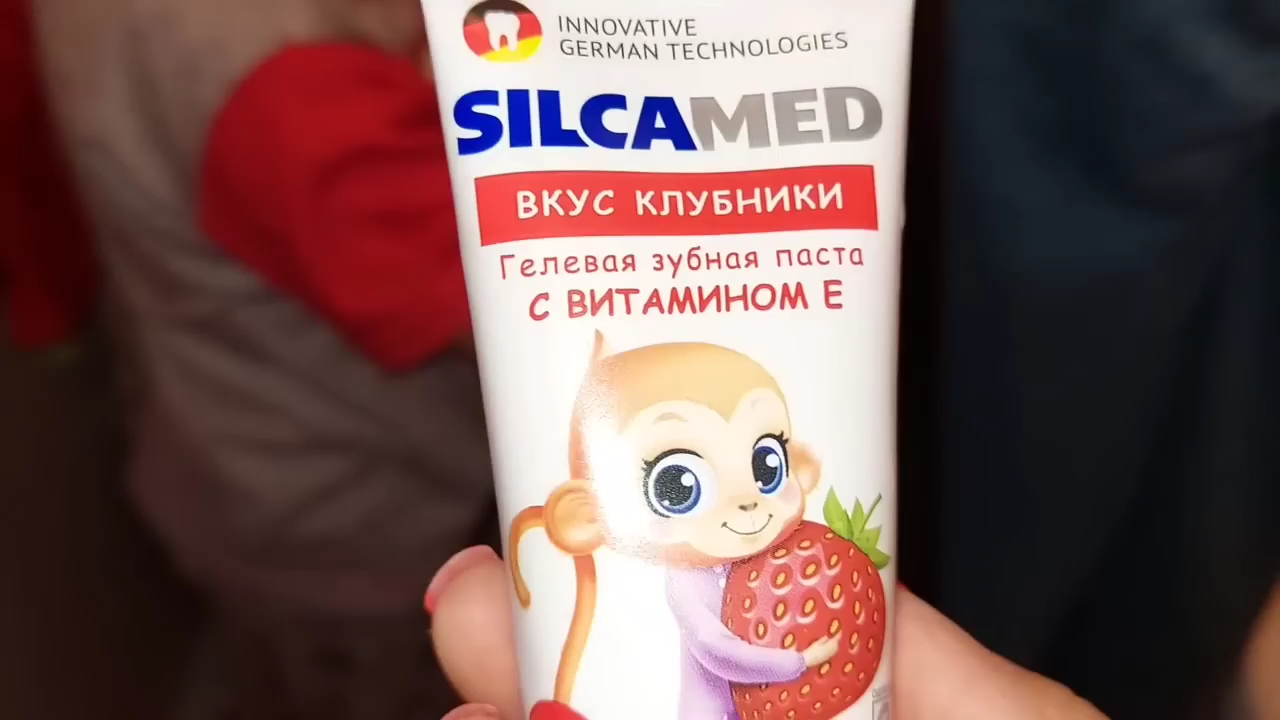 INNOVATIVE
GERMAN TECHNOLOGIES
SILCAMED
ВКУС КЛУБНИКИ
Гелевая зубная паста
С ВИТАМИНОМ Е